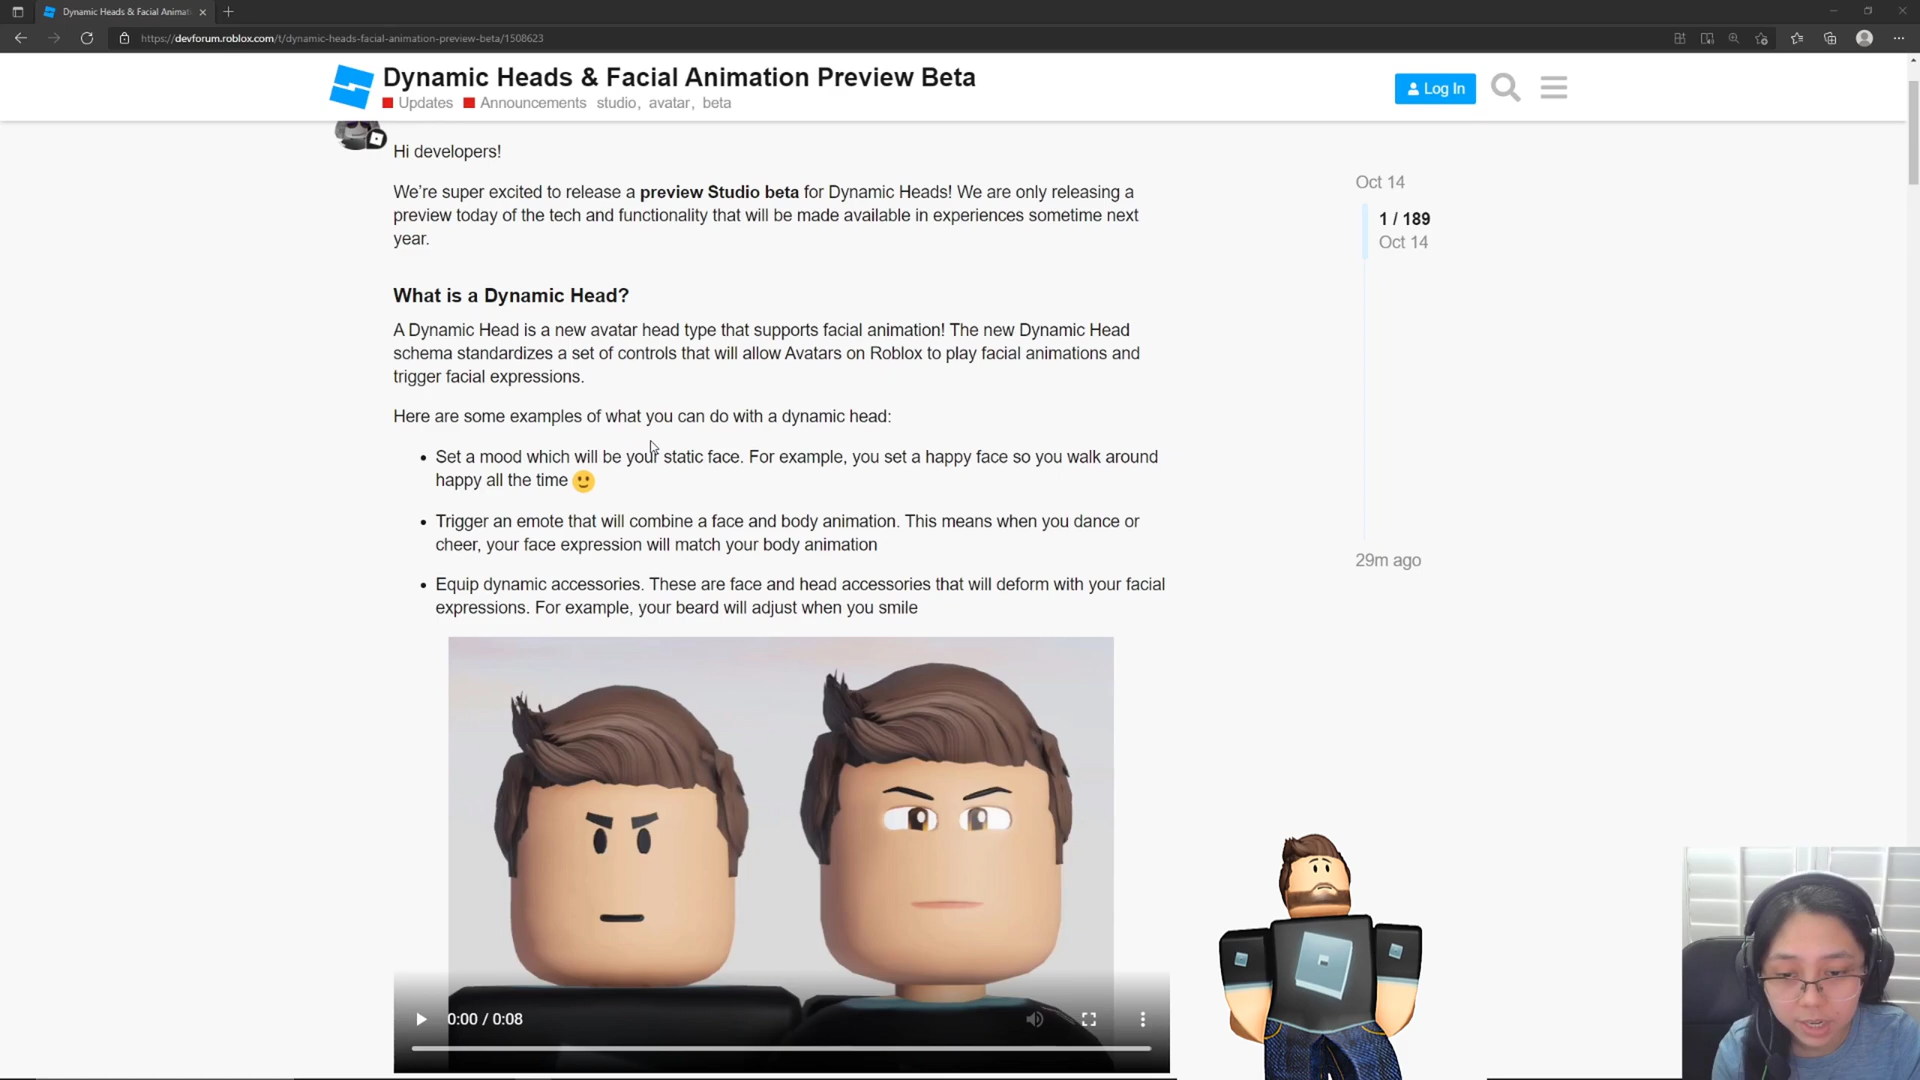 Dynamic Heads & Facial Animati
https://devforum.roblox.com/t/dynamic-heads-facial-animation-preview-beta/1508623
Dynamic Heads & Facial Animation Preview Beta
Updates Announcements studio, avatar, beta
Log In
Hi developers!
We're super excited to release a preview Studio beta for Dynamic Heads! We are only releasing a
preview today of the tech and functionality that will be made available in experiences sometime next
year.
What is a Dynamic Head?
A Dynamic Head is a new avatar head type that supports facial animation! The new Dynamic Head
schema standardizes a set of controls that will allow Avatars on Roblox to play facial animations and
trigger facial expressions.
Here are some examples of what you can do with a dynamic head:
• Set a mood which will be your static face. For example, you set a happy face so you walk around
happy all the time 🙂
• Trigger an emote that will combine a face and body animation. This means when you dance or
cheer, your face expression will match your body animation
• Equip dynamic accessories. These are face and head accessories that will deform with your facial
expressions. For example, your beard will adjust when you smile
Oct 14
1 / 189
Oct 14
29m ago
0:00 / 0:08